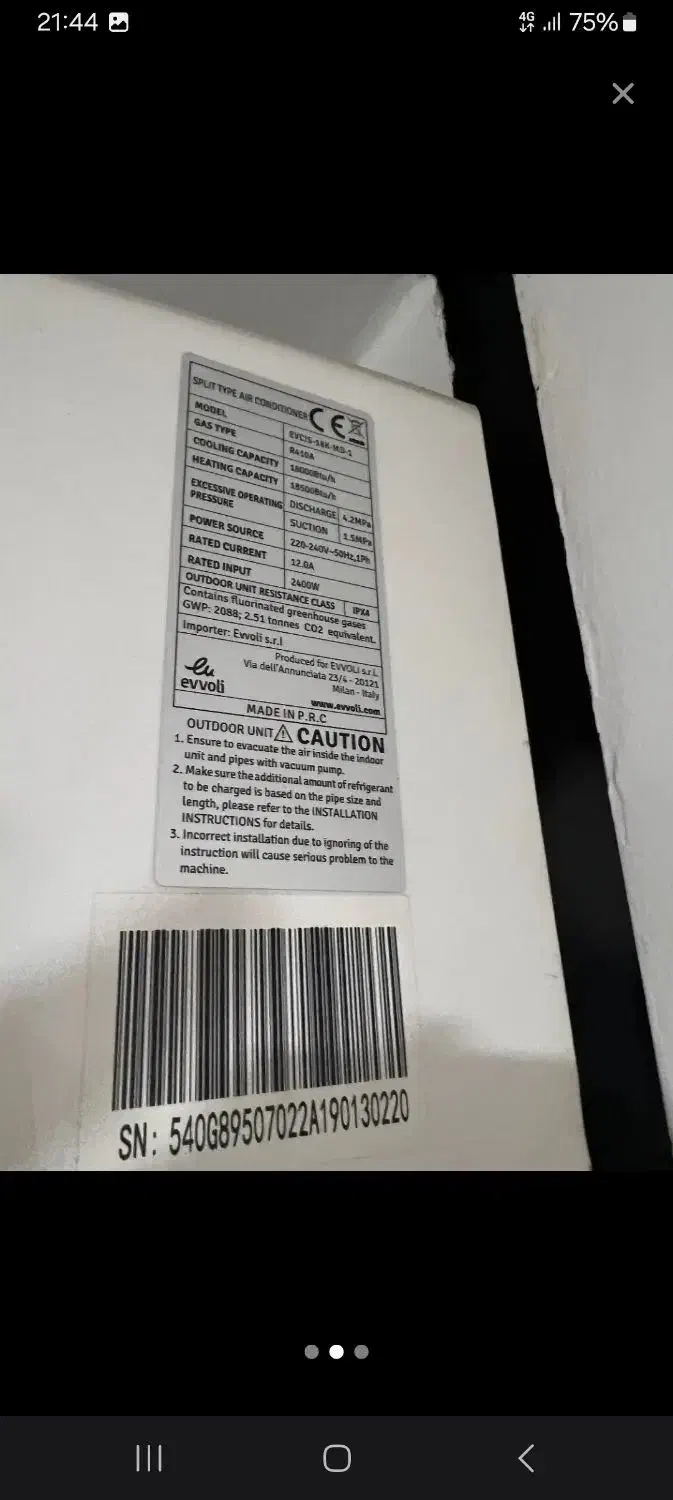 21:44 4G 75%
SPLIT TYPE AIR CONDITIONER CE
MODEL EVCIS-18K-MD-1
GAS TYPE R410A
COOLING CAPACITY 18000Btu/h
HEATING CAPACITY 18500Btu/h
EXCESSIVE OPERATING PRESSURE DISCHARGE 4.2MPa
SUCTION 1.5MPa
POWER SOURCE 220-240V~50Hz,1Ph
RATED CURRENT 12.0A
RATED INPUT 2400W
OUTDOOR UNIT RESISTANCE CLASS IPX4
Contains fluorinated greenhouse gases
GWP: 2088; 2.51 tonnes CO2 equivalent.
Importer: Evvoli s.r.l
Produced for EVVOLI s.r.l.
Via dell'Annunciata 23/4 - 20121
Milan - Italy
evvoli
www.evvoli.com
MADE IN P.R.C
OUTDOOR UNIT CAUTION
1. Ensure to evacuate the air inside the indoor
unit and pipes with vacuum pump.
2. Make sure the additional amount of refrigerant
to be charged is based on the pipe size and
length, please refer to the INSTALLATION
INSTRUCTIONS for details.
3. Incorrect installation due to ignoring of the
instruction will cause serious problem to the
machine.
SN: 540G89507022A190130220